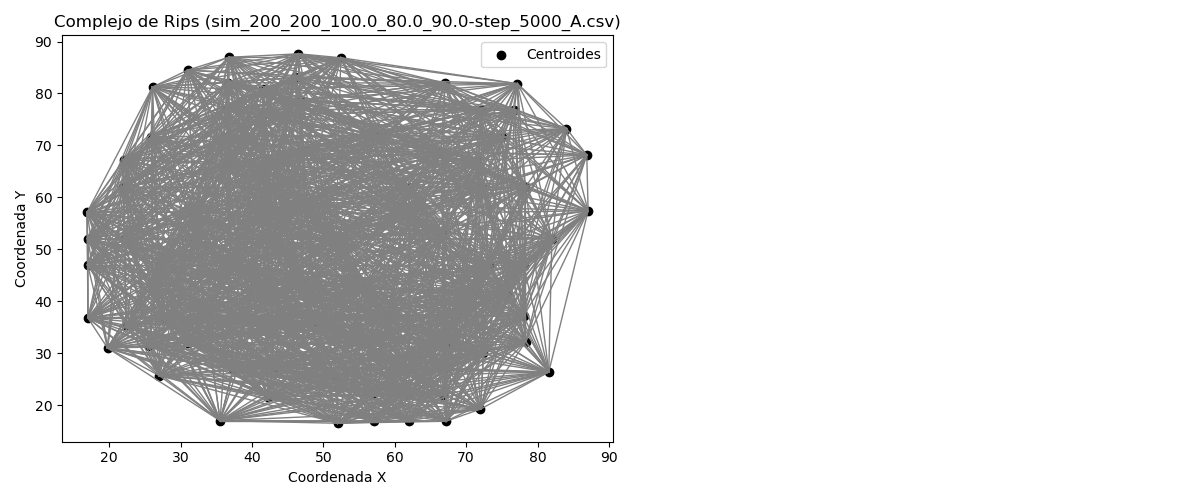 Complejo de Rips (sim_200_200_100.0_80.0_90.0-step_5000_A.csv)
Centroides
90
80
70
60
50
40
30
20
Coordenada Y
20 30 40 50 60 70 80 90
Coordenada X